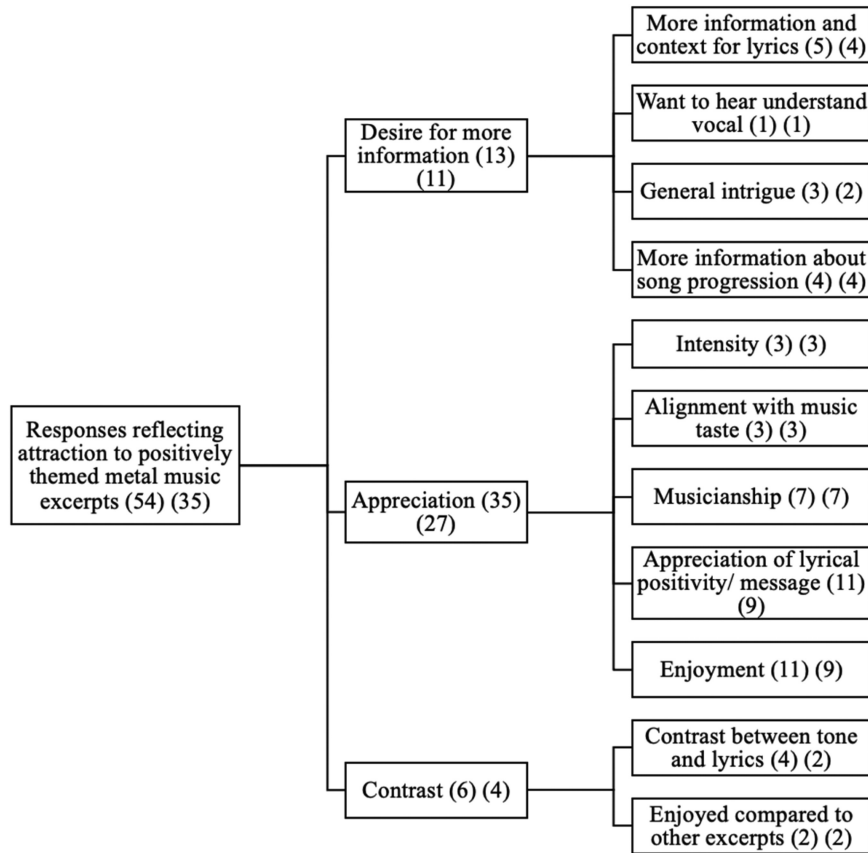 More information and
context for lyrics (5) (4)
Want to hear understand
vocal (1) (1)
Desire for more
information (13)
(11)
General intrigue (3) (2)
More information about
song progression (4) (4)
Intensity (3) (3)
Alignment with music
taste (3) (3)
Responses reflecting
attraction to positively
themed metal music
excerpts (54) (35)
Appreciation (35)
(27)
Musicianship (7) (7)
Appreciation of lyrical
positivity/ message (11)
(9)
Enjoyment (11) (9)
Contrast between tone
and lyrics (4) (2)
Contrast (6) (4)
Enjoyed compared to
other excerpts (2) (2)